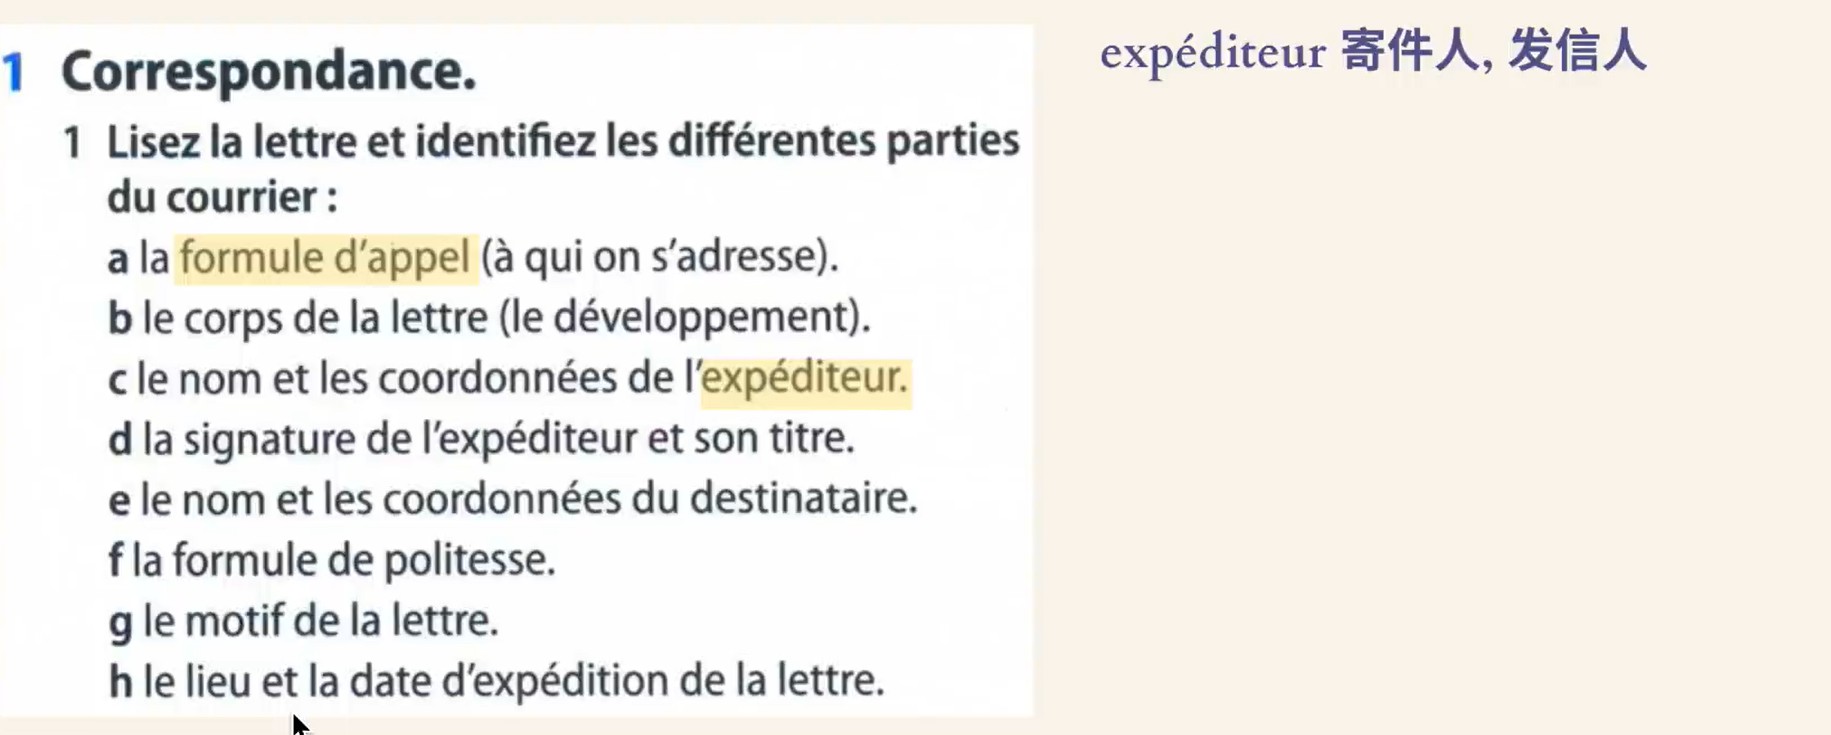 1 Correspondance.
1 Lisez la lettre et identifiez les différentes parties
du courrier :
a la formule d'appel (à qui on s'adresse).
b le corps de la lettre (le développement).
c le nom et les coordonnées de l'expéditeur.
d la signature de l'expéditeur et son titre.
e le nom et les coordonnées du destinataire.
f la formule de politesse.
g le motif de la lettre.
h le lieu et la date d'expédition de la lettre.
expéditeur 寄件人, 发信人